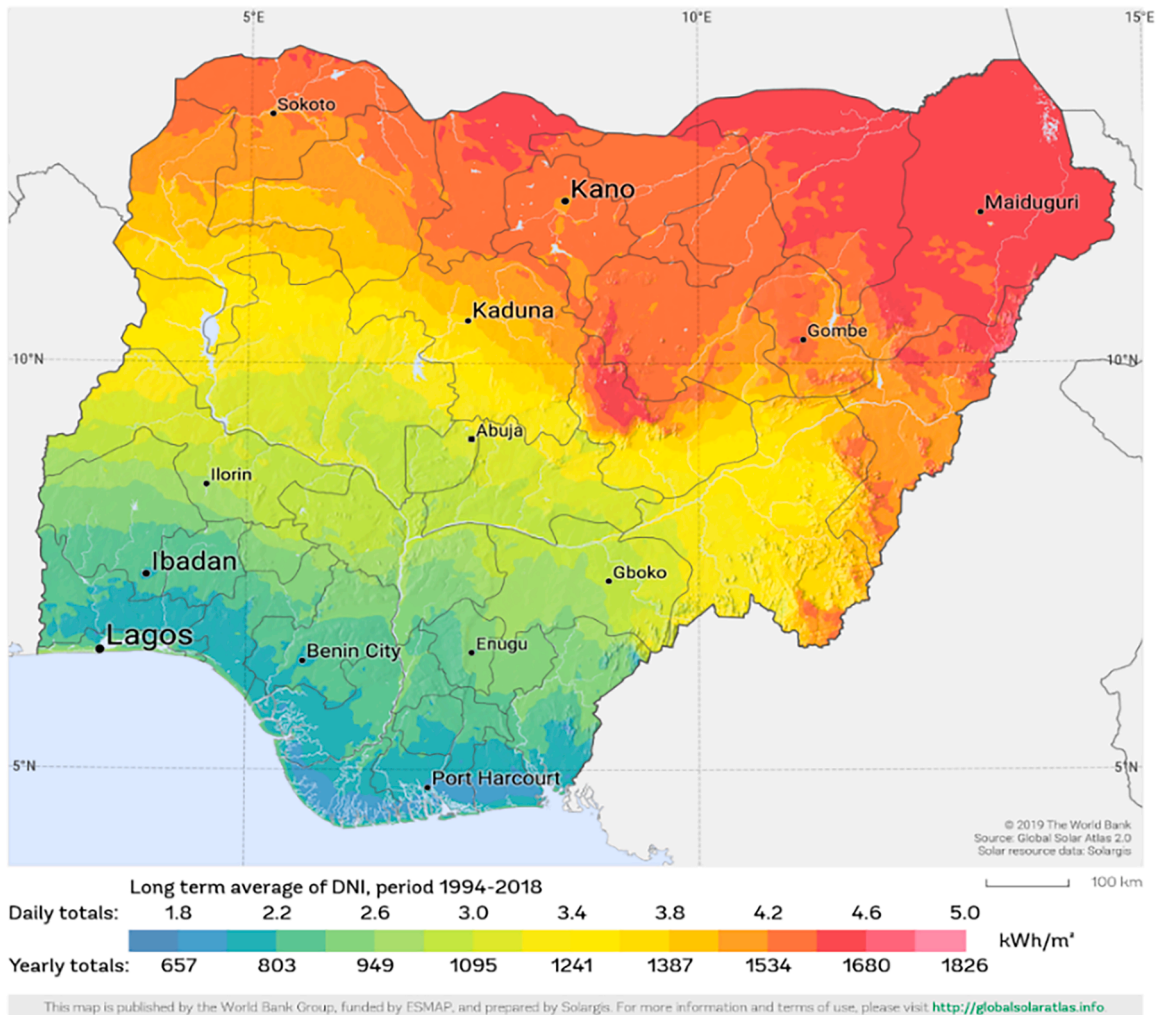 5°E 10°E 15°E
Sokoto
Kano
Maiduguri
Kaduna
Gombe
10°N 10°N
Abuja
Ilorin
Ibadan
Gboko
Lagos
Benin City
Enugu
5°N 5°N
Port Harcourt
© 2019 The World Bank
Source: Global Solar Atlas 2.0
Solar resource data: Solargis
100 km
Long term average of DNI, period 1994-2018
Daily totals: 1.8 2.2 2.6 3.0 3.4 3.8 4.2 4.6 5.0
kWh/m²
Yearly totals: 657 803 949 1095 1241 1387 1534 1680 1826
This map is published by the World Bank Group, funded by ESMAP, and prepared by Solargis. For more information and terms of use, please visit http://globalsolaratlas.info.